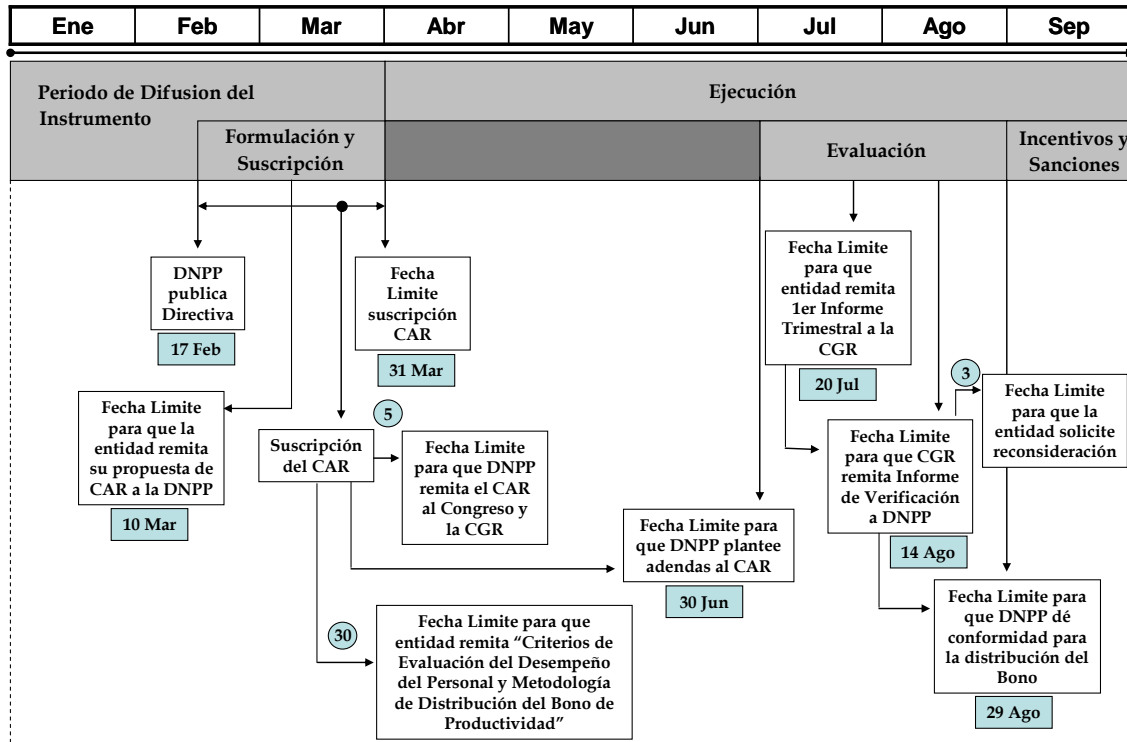 Ene Feb Mar Abr May Jun Jul Ago Sep
Periodo de Difusion del
Instrumento
Ejecución
Formulación y
Suscripción
Evaluación
Incentivos y
Sanciones
DNPP
publica
Directiva
17 Feb
Fecha
Limite
suscripción
CAR
31 Mar
Fecha Limite
para que
entidad remita
1er Informe
Trimestral a la
CGR
20 Jul
3
Fecha Limite
para que la
entidad solicite
reconsideración
Fecha Limite
para que la
entidad remita
su propuesta de
CAR a la DNPP
10 Mar
Suscripción
del CAR
5
Fecha Limite
para que DNPP
remita el CAR
al Congreso y
la CGR
Fecha Limite
para que CGR
remita Informe
de Verificación
a DNPP
14 Ago
Fecha Limite para
que DNPP plantee
adendas al CAR
30 Jun
30
Fecha Limite para que
entidad remita “Criterios de
Evaluación del Desempeño
del Personal y Metodología
de Distribución del Bono de
Productividad”
Fecha Limite para
que DNPP dé
conformidad para
la distribución del
Bono
29 Ago